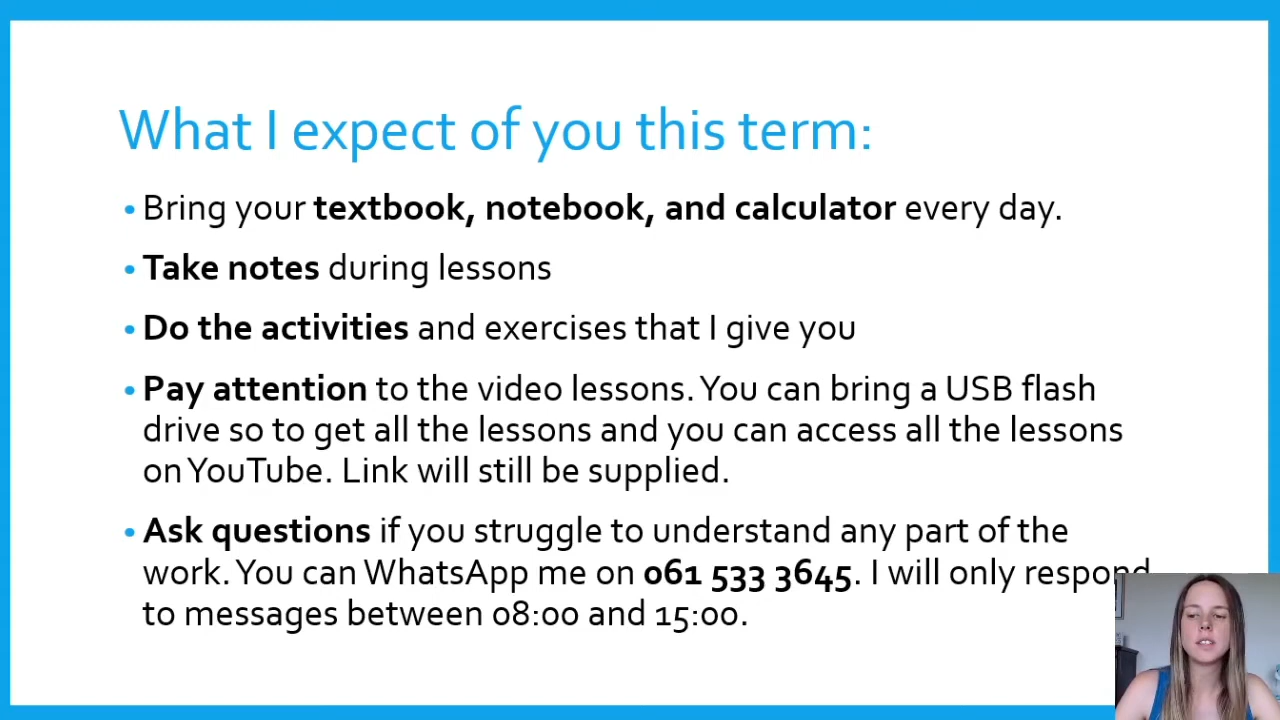 What I expect of you this term:
• Bring your textbook, notebook, and calculator every day.
• Take notes during lessons
• Do the activities and exercises that I give you
• Pay attention to the video lessons. You can bring a USB flash
drive so to get all the lessons and you can access all the lessons
on YouTube. Link will still be supplied.
• Ask questions if you struggle to understand any part of the
work. You can WhatsApp me on 061 533 3645. I will only respond
to messages between 08:00 and 15:00.